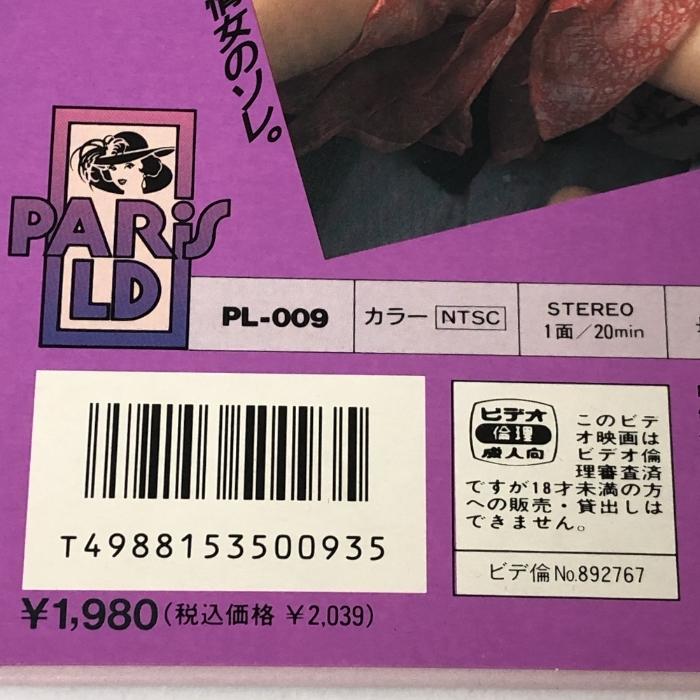 情女のソレ。
PARIS
LD
PL-009
カラー NTSC
STEREO
1面／20min
T4988153500935
ビデオ
倫理
成人向
このビデ
オ映画は
ビデオ倫
理審査済
ですが18才未満の方
への販売・貸出しは
できません。
ビデ倫No.892767
¥1,980(税込価格 ¥2,039)